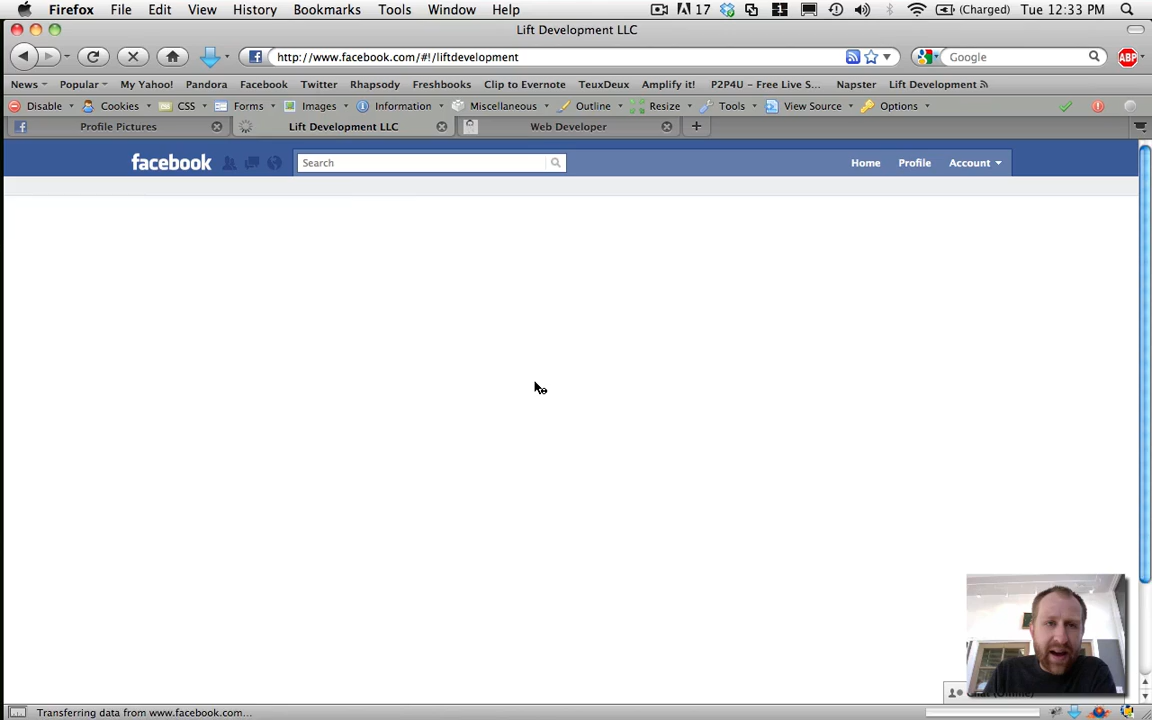 Firefox File Edit View History Bookmarks Tools Window Help 17 1 (Charged) Tue 12:33 PM
Lift Development LLC
http://www.facebook.com/#!/liftdevelopment Google ABP
News Popular My Yahoo! Pandora Facebook Twitter Rhapsody Freshbooks Clip to Evernote TeuxDeux Amplify it! P2P4U – Free Live S... Napster Lift Development
Disable Cookies CSS Forms Images Information Miscellaneous Outline Resize Tools View Source Options
Profile Pictures Lift Development LLC Web Developer
facebook Search Home Profile Account
Transferring data from www.facebook.com...